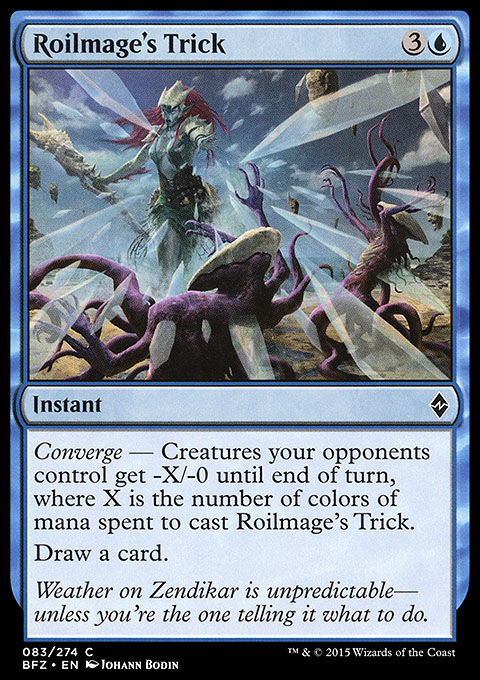 Roilmage's Trick 3
Instant
Converge — Creatures your opponents
control get -X/-0 until end of turn,
where X is the number of colors of
mana spent to cast Roilmage's Trick.
Draw a card.
Weather on Zendikar is unpredictable—
unless you're the one telling it what to do.
083/274 C
BFZ • EN Johann Bodin
™ & © 2015 Wizards of the Coast